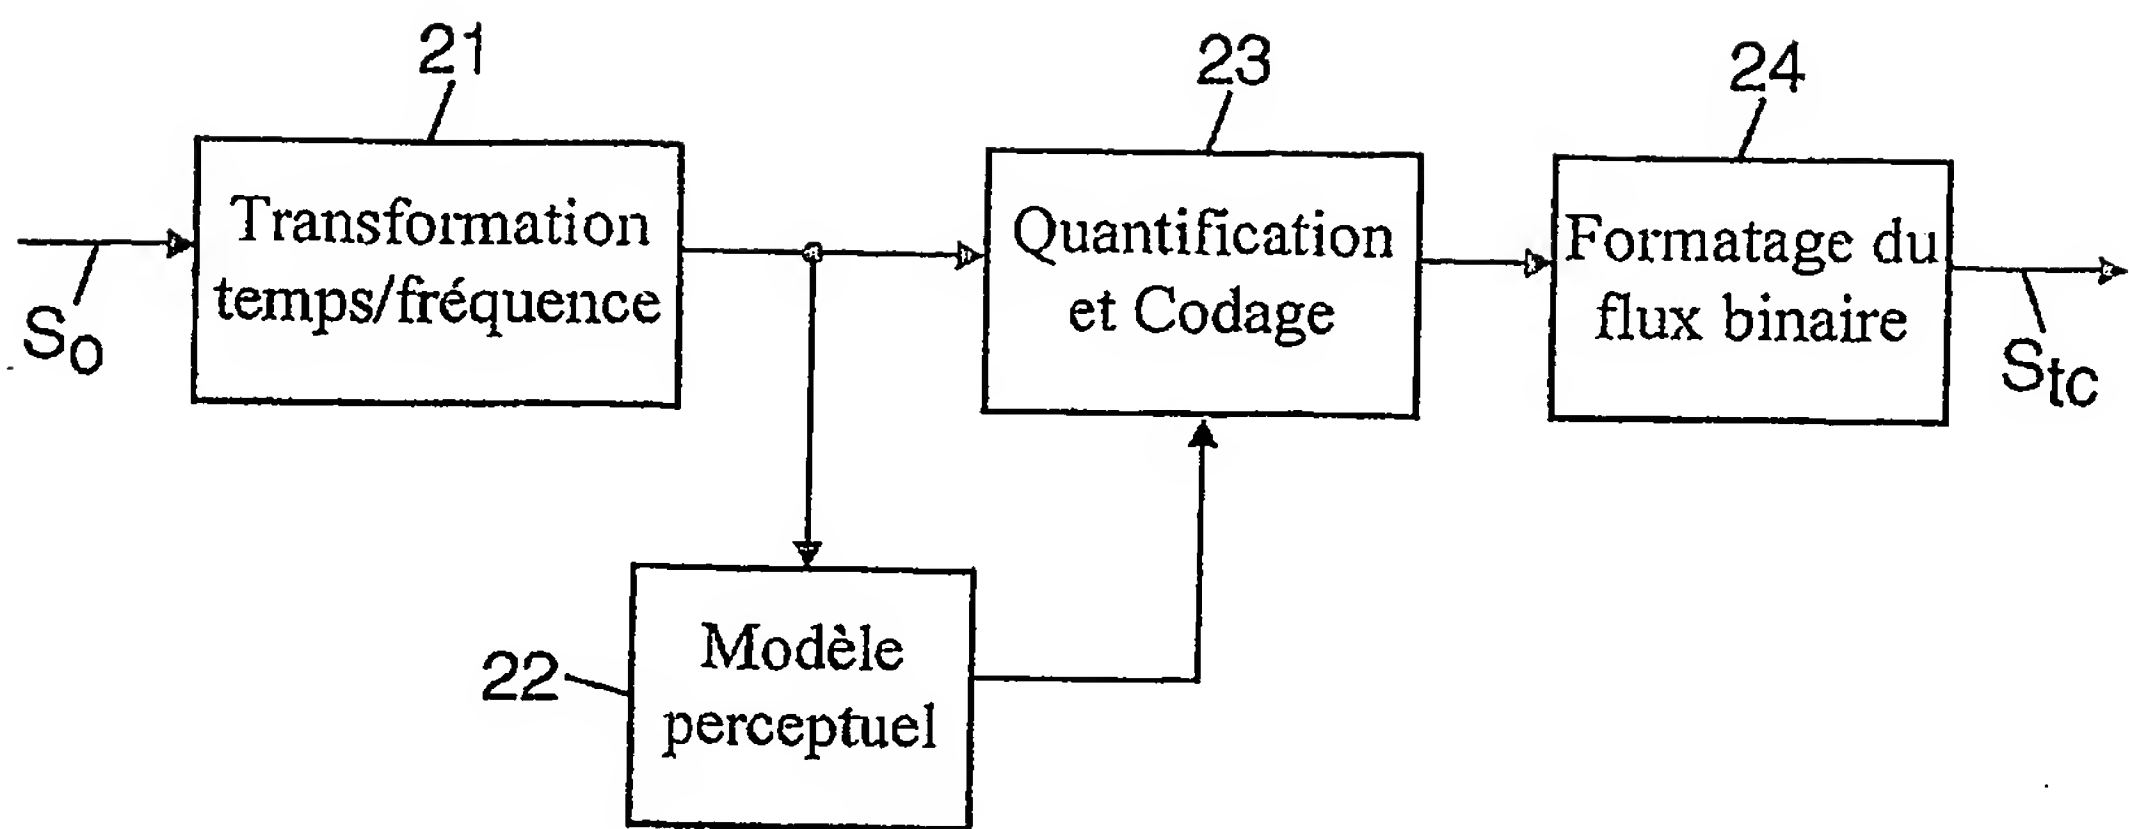 21
23
24
Transformation
temps/fréquence
Quantification
et Codage
Formatage du
flux binaire
So
Stc
22
Modèle
perceptuel